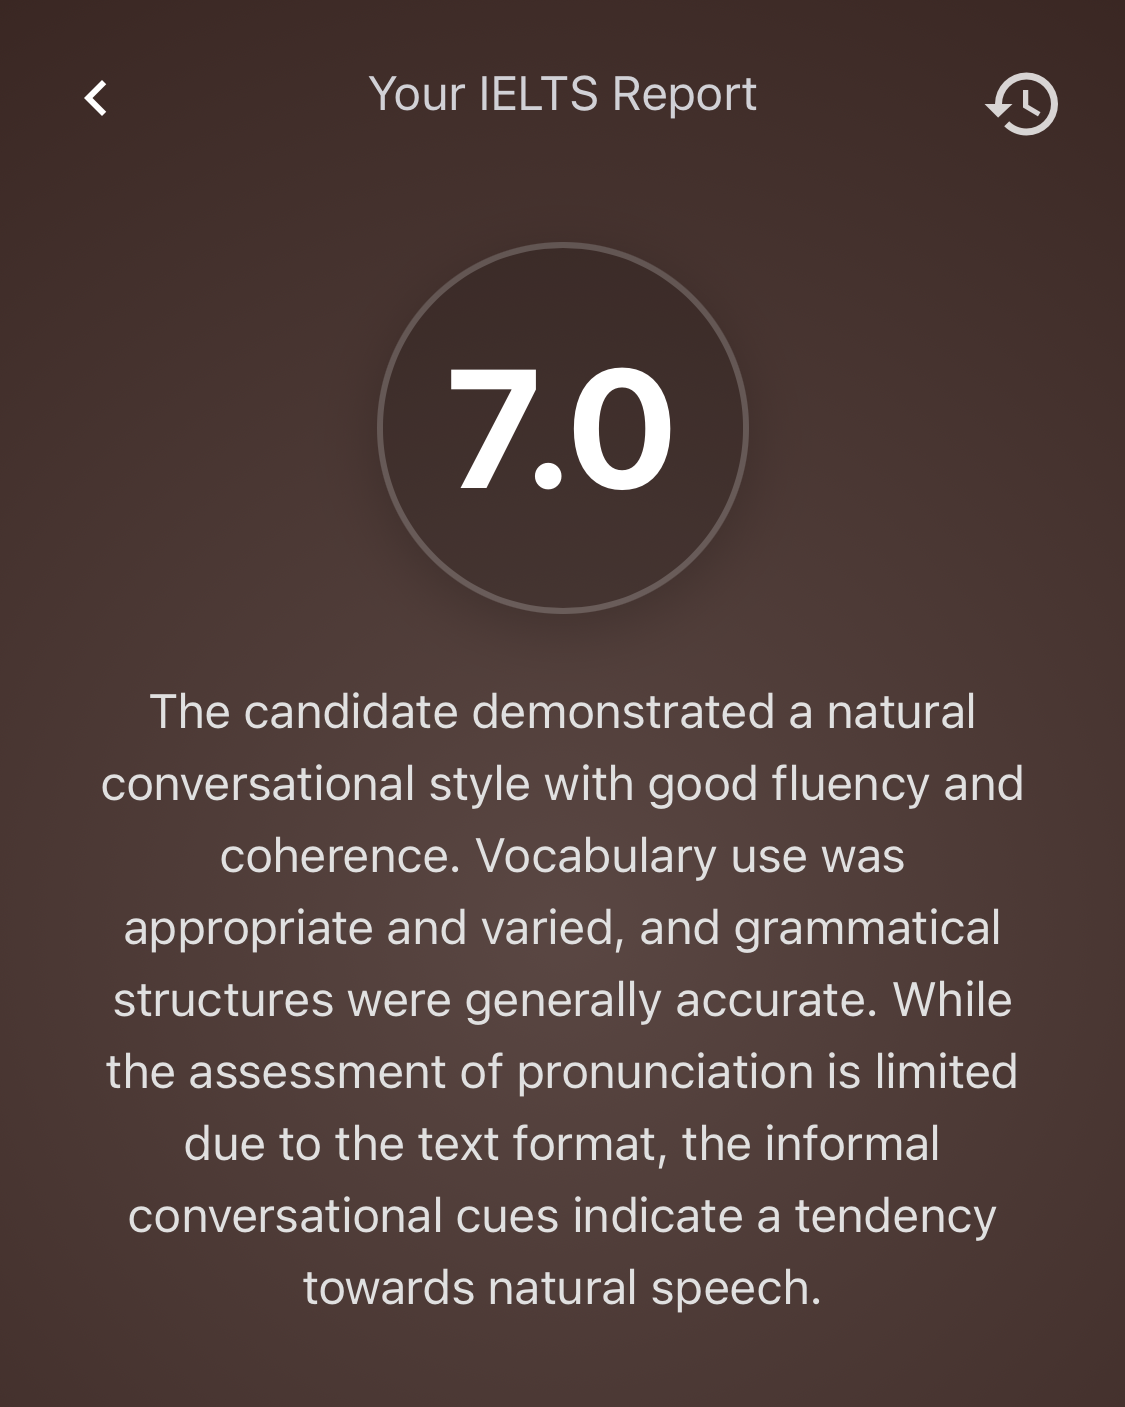 Your IELTS Report
7.0
The candidate demonstrated a natural
conversational style with good fluency and
coherence. Vocabulary use was
appropriate and varied, and grammatical
structures were generally accurate. While
the assessment of pronunciation is limited
due to the text format, the informal
conversational cues indicate a tendency
towards natural speech.